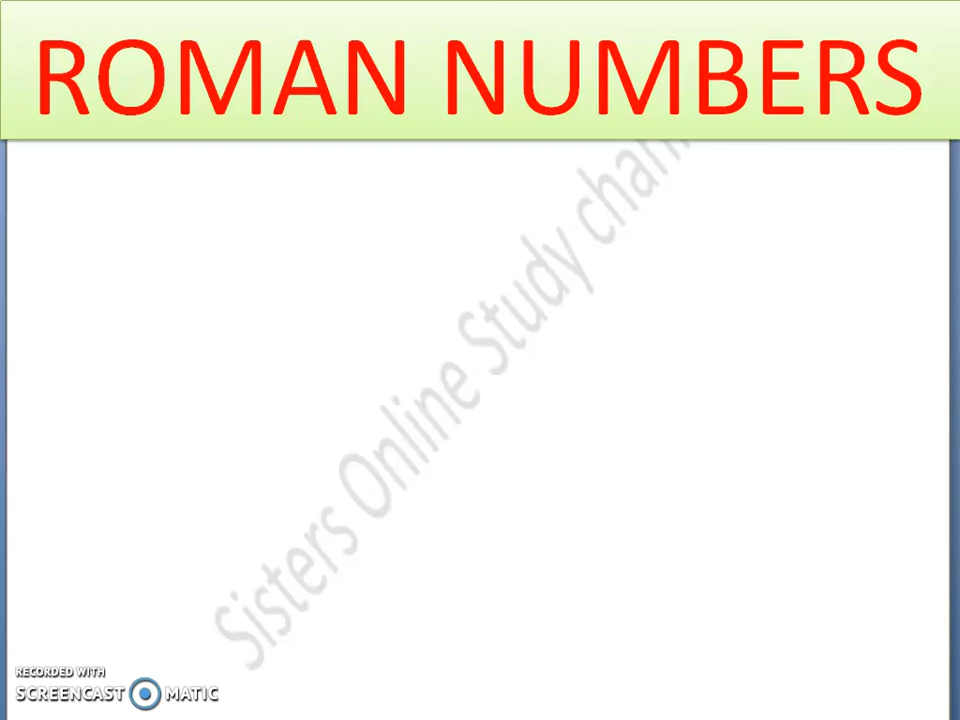 ROMAN NUMBERS
Sisters Online Study
RECORDED WITH
SCREENCAST MATIC